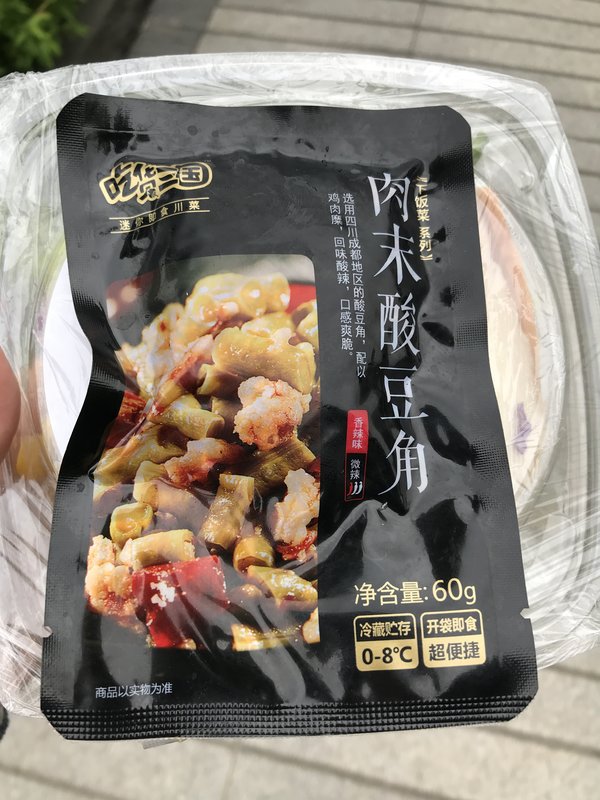 吃货三国
迷你即食川菜
《下饭菜系列》
肉末酸豆角
选用四川成都地区的酸豆角，配以
鸡肉糜，回味酸辣，口感爽脆。
香辣味
微辣
净含量:60g
冷藏贮存
0-8℃
开袋即食
超便捷
商品以实物为准